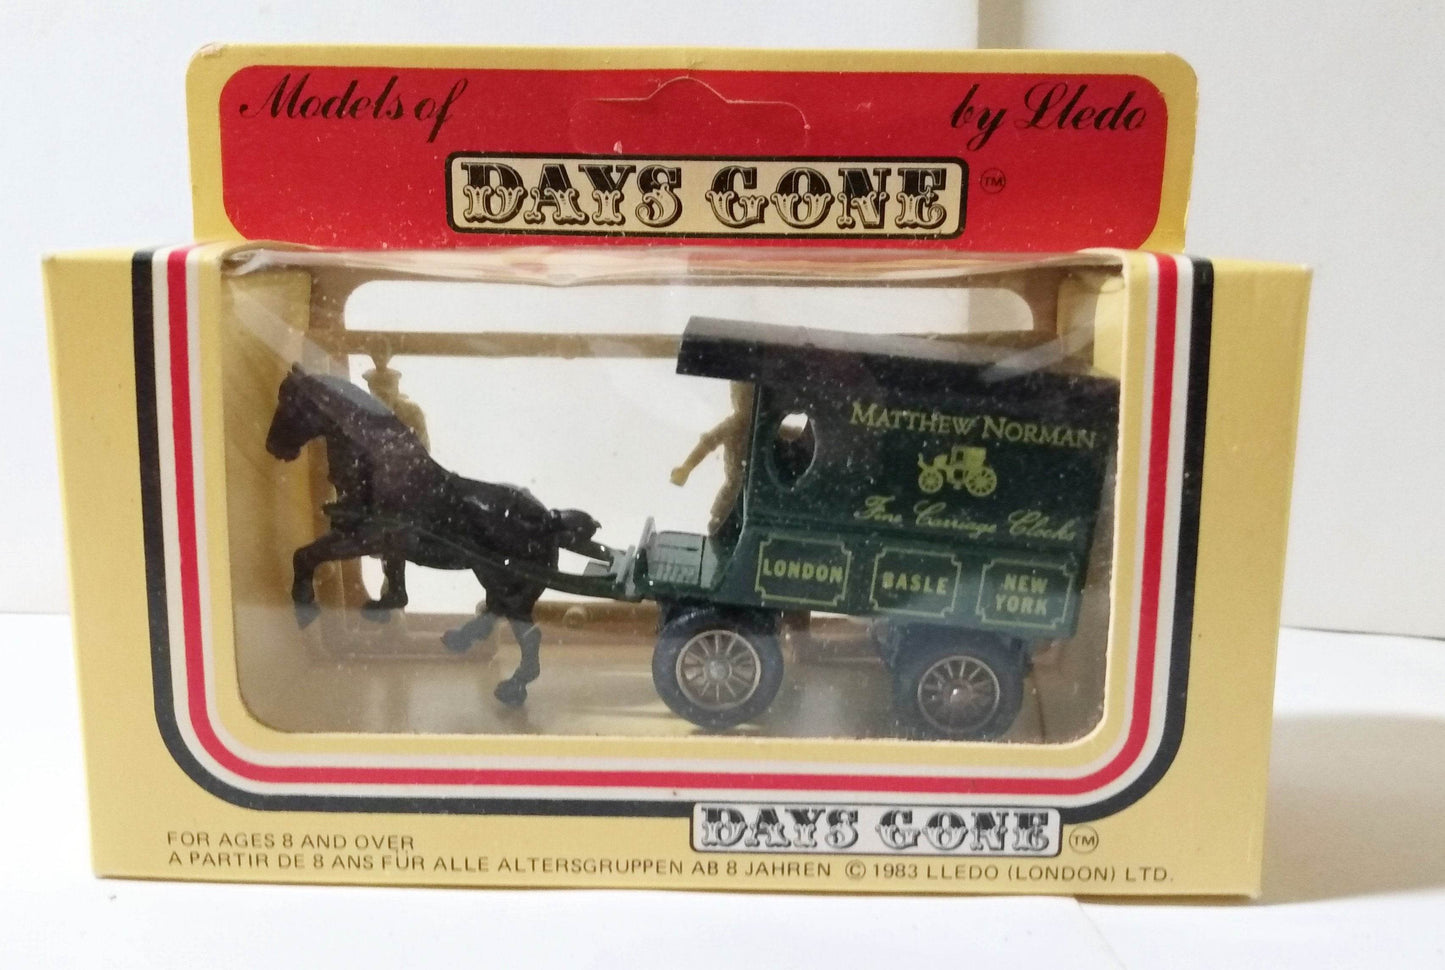 Models of
by Lledo
DAYS GONE TM
MATTHEW NORMAN
Fine Carriage Clocks
LONDON
BASLE
NEW
YORK
DAYS GONE TM
FOR AGES 8 AND OVER
A PARTIR DE 8 ANS FÜR ALLE ALTERSGRUPPEN AB 8 JAHREN © 1983 LLEDO (LONDON) LTD.